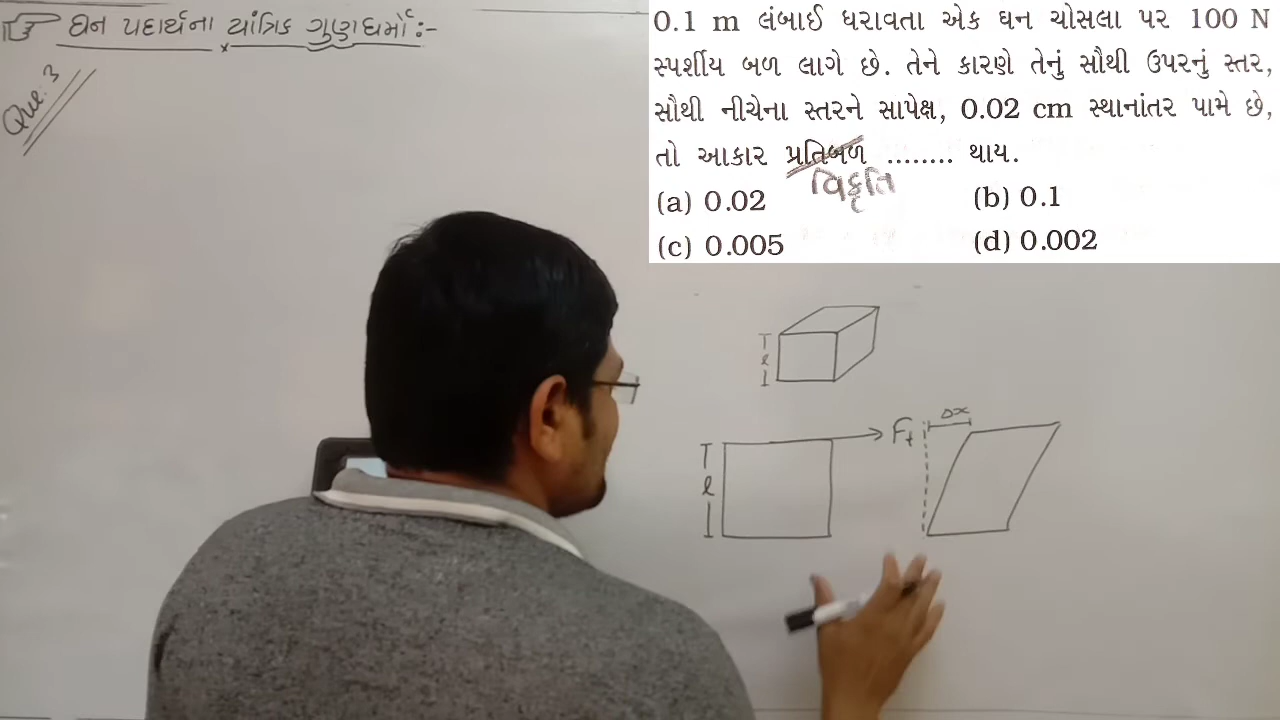 ઘન પદાર્થના યાંત્રિક ગુણધર્મો:-
Que: 3
0.1 m લંબાઈ ધરાવતા એક ઘન ચોસલા પર 100 N
સ્પર્શીય બળ લાગે છે. તેને કારણે તેનું સૌથી ઉપરનું સ્તર,
સૌથી નીચેના સ્તરને સાપેક્ષ, 0.02 cm સ્થાનાંતર પામે છે,
તો આકાર પ્રતિબળ ........ થાય.
વિકૃતિ
(a) 0.02 (b) 0.1
(c) 0.005 (d) 0.002
l
Δx
l
Ft